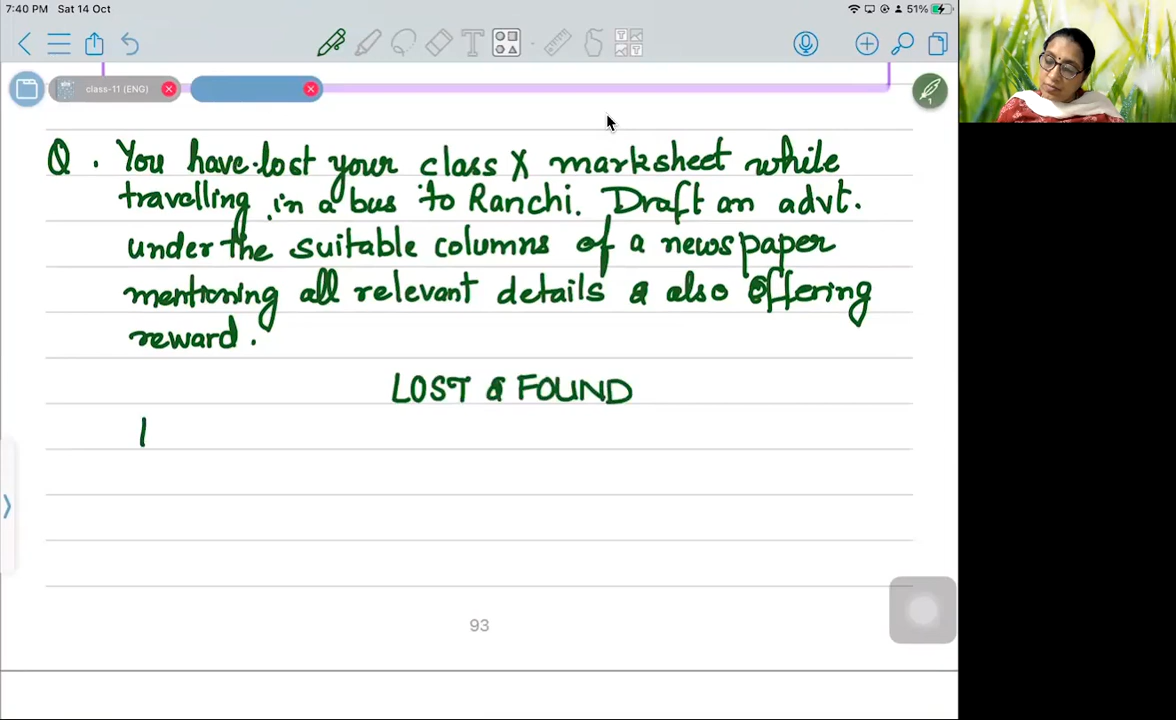 7:40 PM Sat 14 Oct
51%
class-11 (ENG)
1
Q. You have lost your class X marksheet while
travelling in a bus to Ranchi. Draft an advt.
under the suitable columns of a newspaper
mentioning all relevant details & also offering
reward.
LOST & FOUND
93